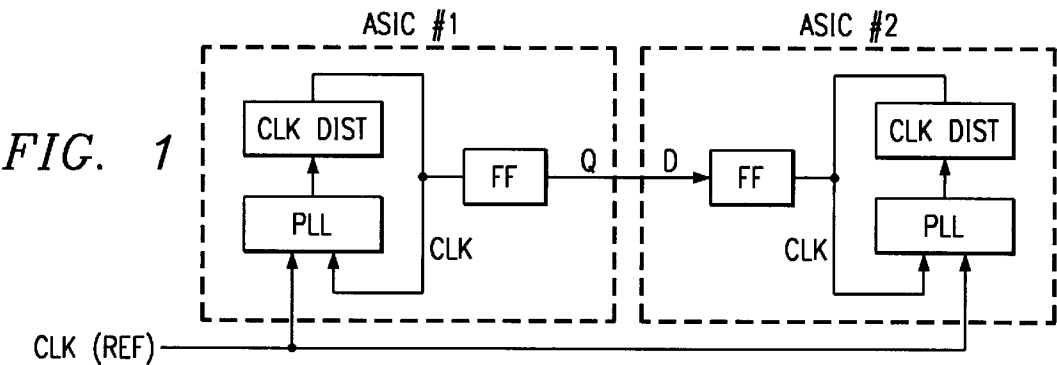 ASIC #1
ASIC #2
FIG. 1
CLK DIST
CLK DIST
FF
Q
D
FF
PLL
CLK
CLK
PLL
CLK (REF)